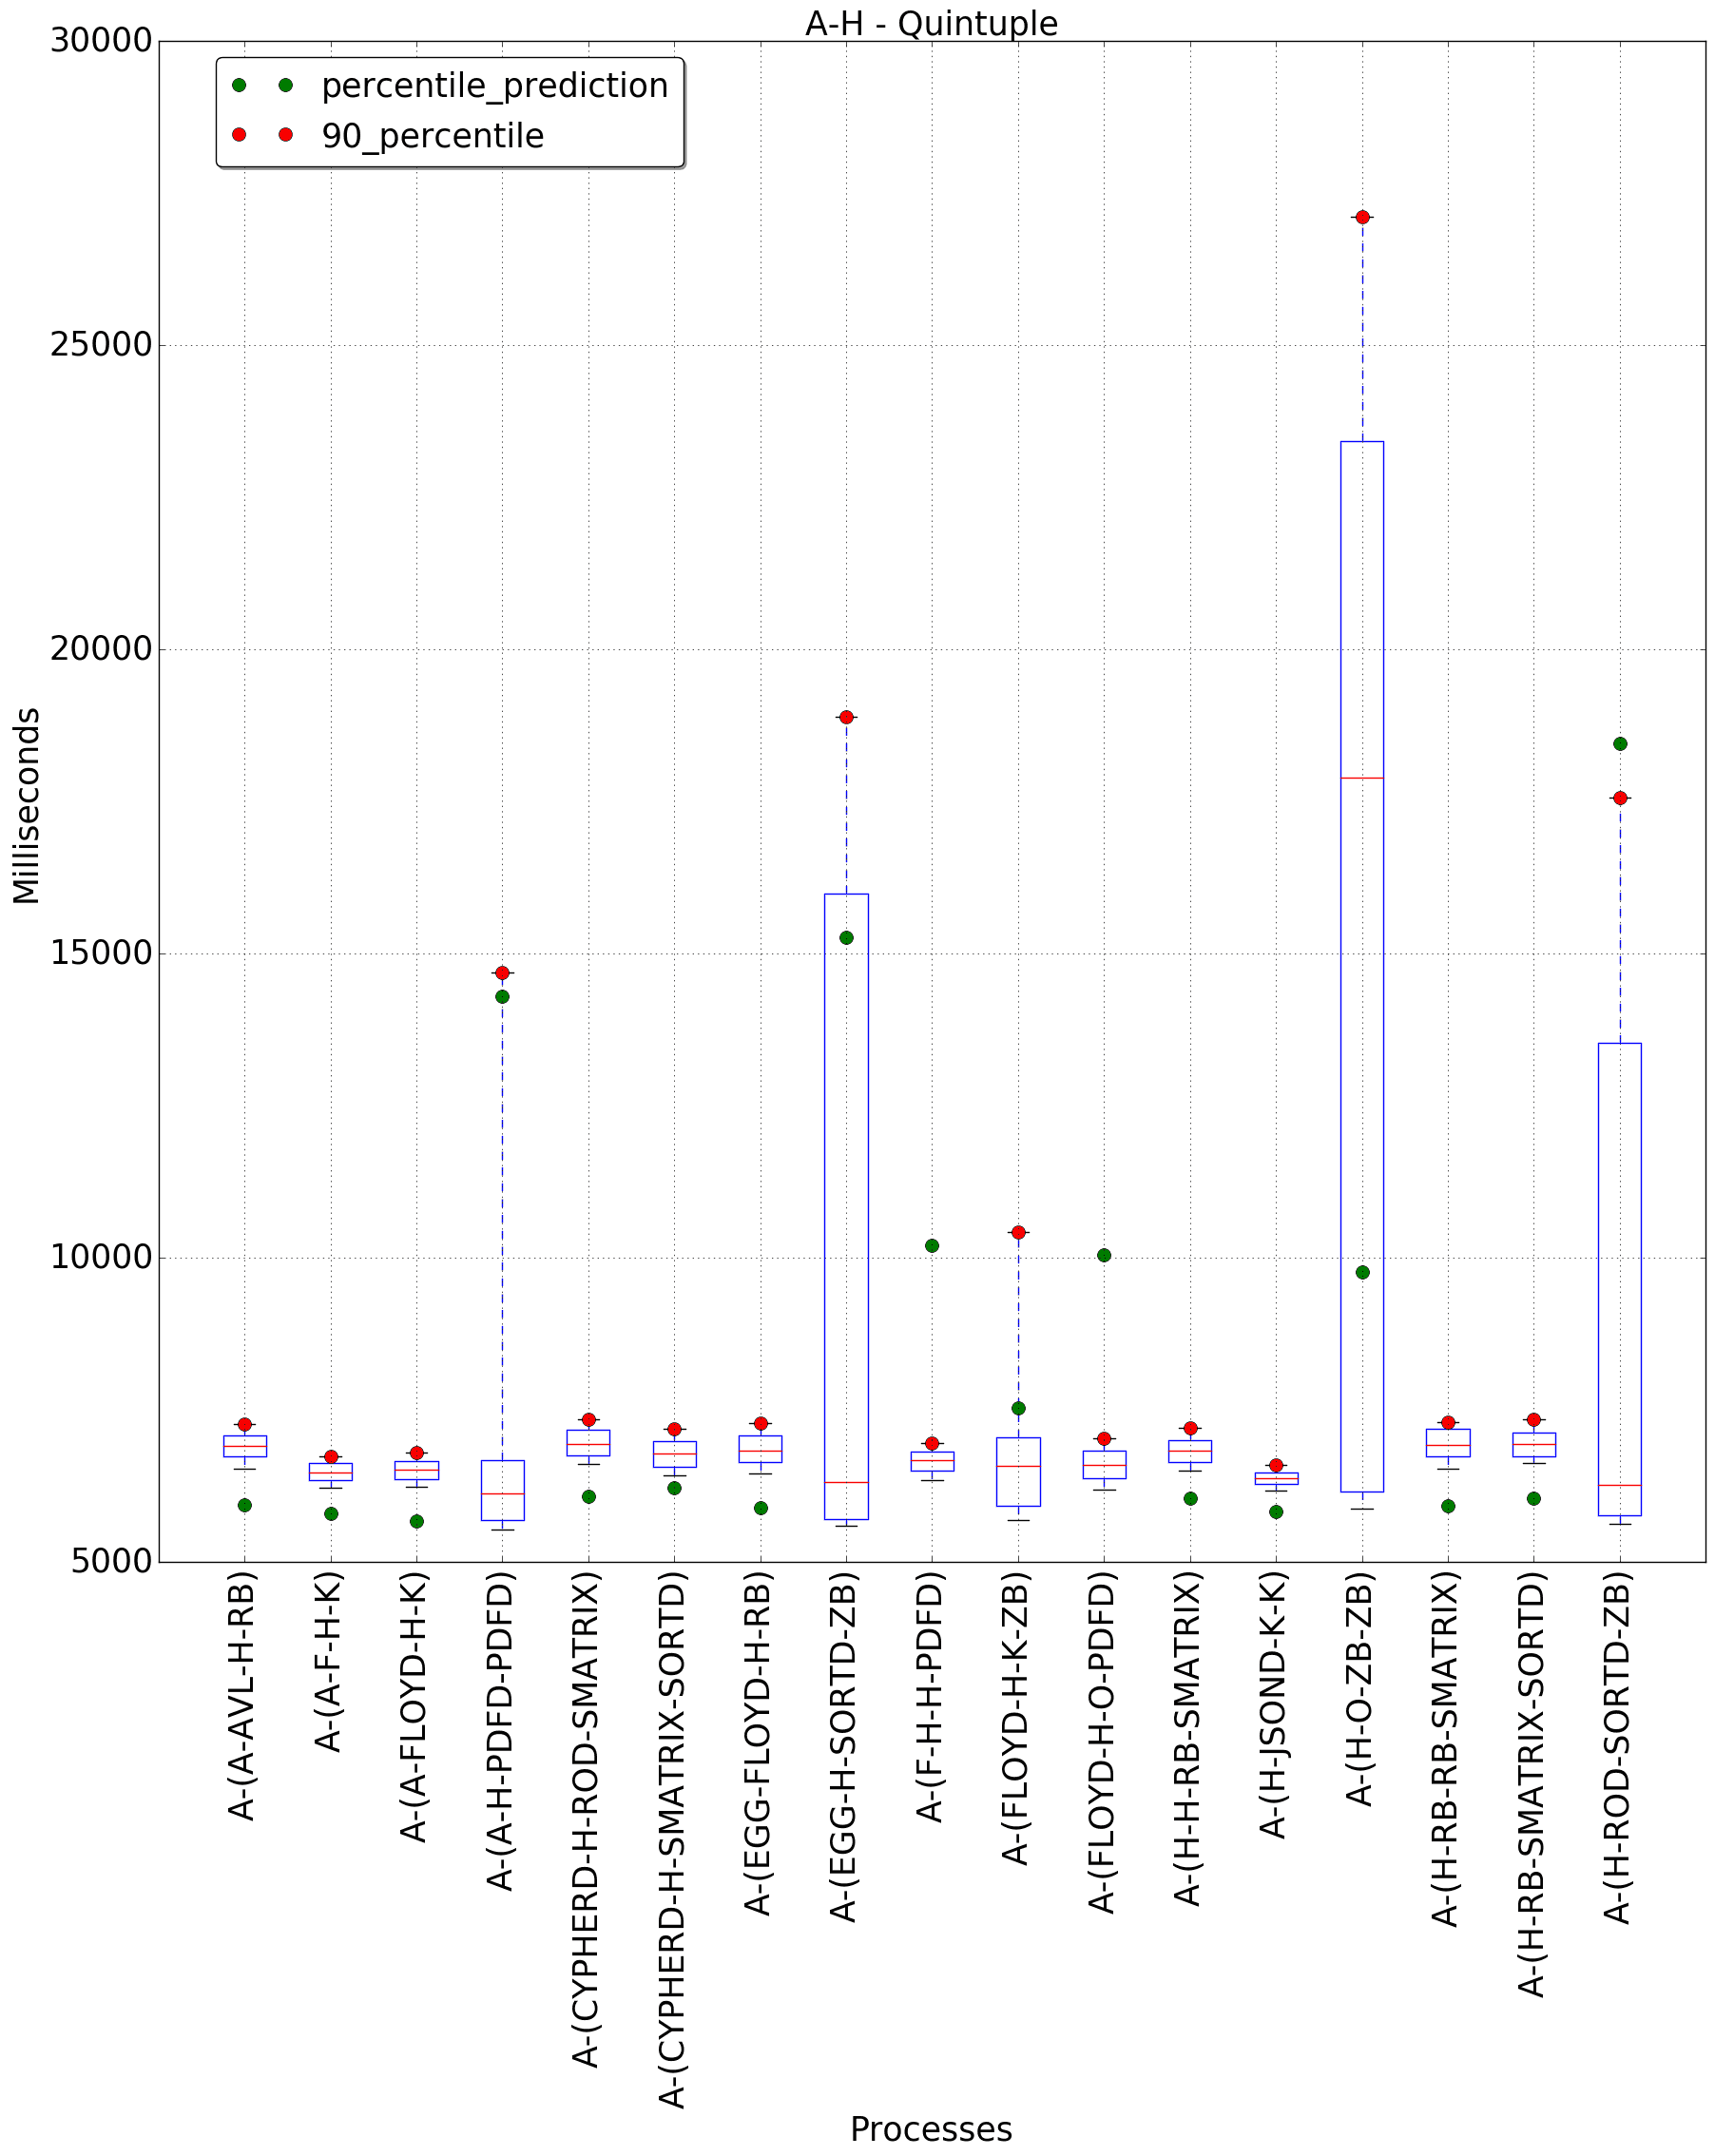 A-H - Quintuple
percentile_prediction
90_percentile
30000
25000
20000
15000
10000
5000
Milliseconds
A-(A-AVL-H-RB)
A-(A-F-H-K)
A-(A-FLOYD-H-K)
A-(A-H-PDFD-PDFD)
A-(CYPHERD-H-ROD-SMATRIX)
A-(CYPHERD-H-SMATRIX-SORTD)
A-(EGG-FLOYD-H-RB)
A-(EGG-H-SORTD-ZB)
A-(F-H-H-PDFD)
A-(FLOYD-H-K-ZB)
A-(FLOYD-H-O-PDFD)
A-(H-H-RB-SMATRIX)
A-(H-JSOND-K-K)
A-(H-O-ZB-ZB)
A-(H-RB-RB-SMATRIX)
A-(H-RB-SMATRIX-SORTD)
A-(H-ROD-SORTD-ZB)
Processes